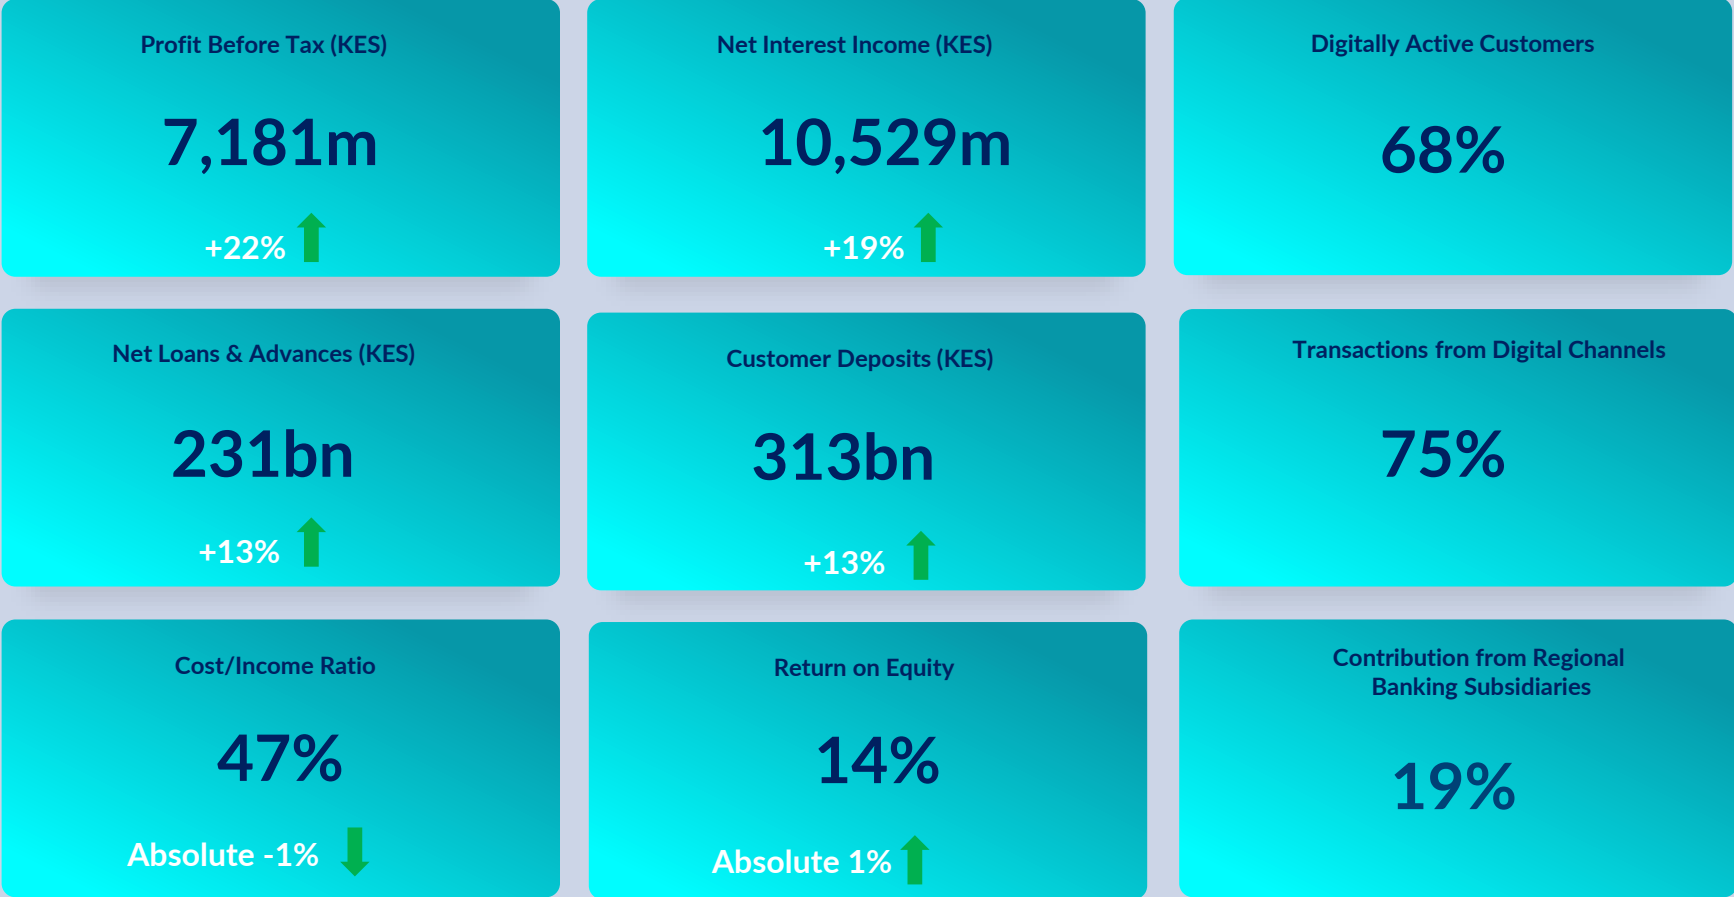 Profit Before Tax (KES)
7,181m
+22%
Net Interest Income (KES)
10,529m
+19%
Digitally Active Customers
68%
Net Loans & Advances (KES)
231bn
+13%
Customer Deposits (KES)
313bn
+13%
Transactions from Digital Channels
75%
Cost/Income Ratio
47%
Absolute -1%
Return on Equity
14%
Absolute 1%
Contribution from Regional
Banking Subsidiaries
19%